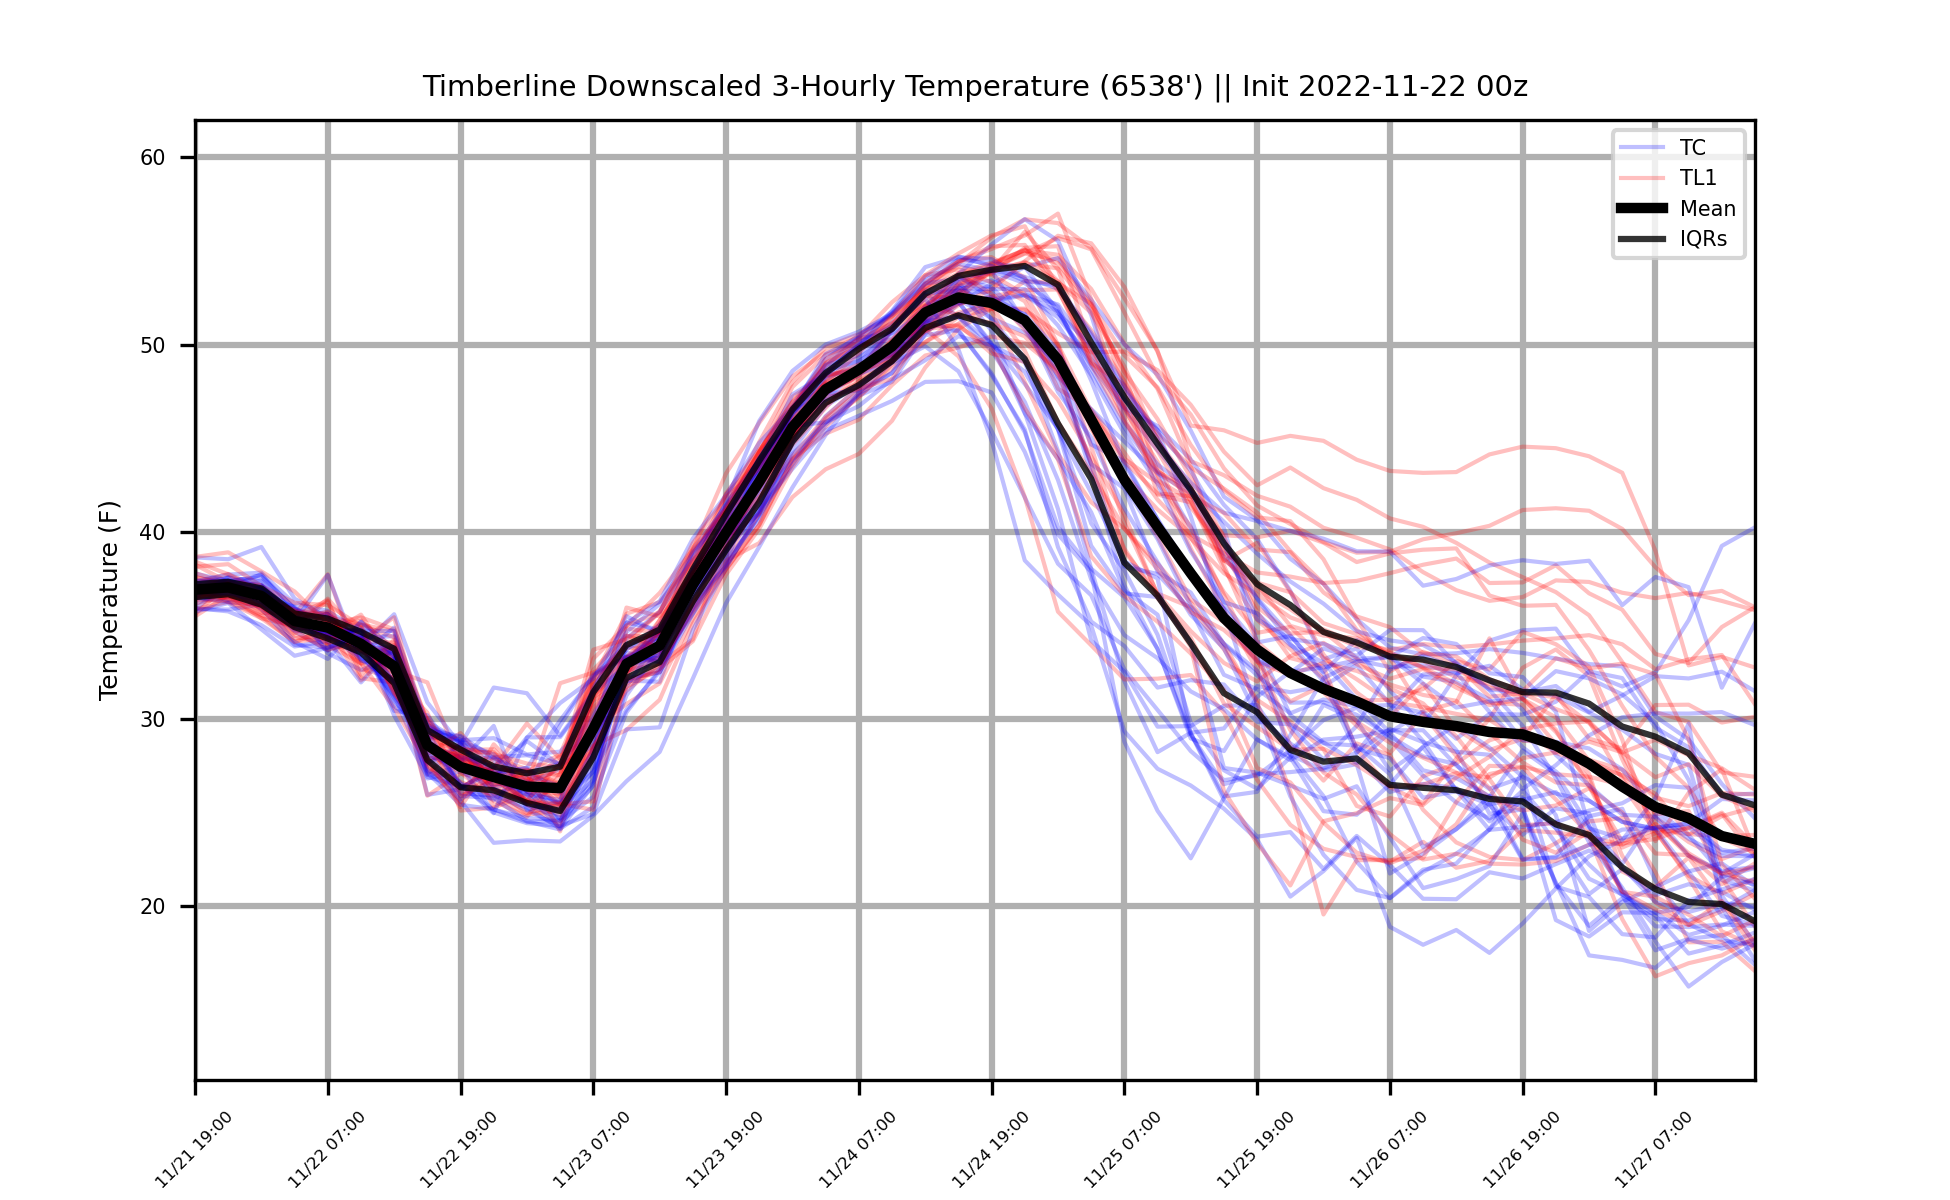 Timberline Downscaled 3-Hourly Temperature (6538') || Init 2022-11-22 00z
TC
TL1
Mean
IQRs
Temperature (F)
60
50
40
30
20
11/21 19:00
11/22 07:00
11/22 19:00
11/23 07:00
11/23 19:00
11/24 07:00
11/24 19:00
11/25 07:00
11/25 19:00
11/26 07:00
11/26 19:00
11/27 07:00